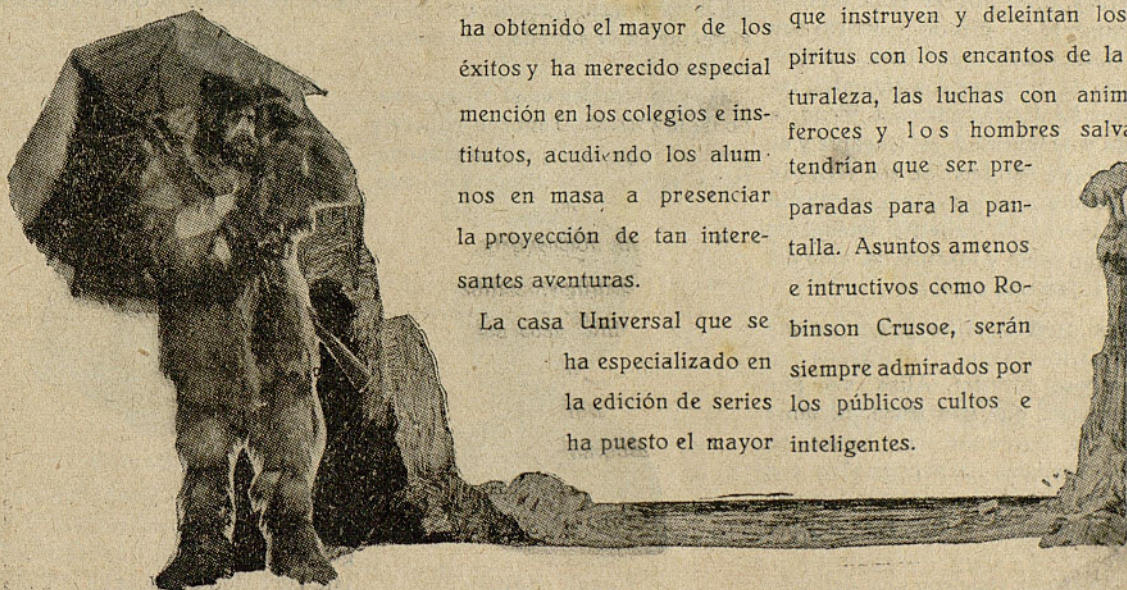 ha obtenido el mayor de los
éxitos y ha merecido especial
mención en los colegios e ins-
titutos, acudiendo los alum-
nos en masa a presenciar
la proyección de tan intere-
santes aventuras.
La casa Universal que se
ha especializado en
la edición de series
ha puesto el mayor
que instruyen y deleintan los
piritus con los encantos de la
turaleza, las luchas con anim
feroces y los hombres salva
tendrían que ser pre-
paradas para la pan-
talla. Asuntos amenos
e intructivos como Ro-
binson Crusoe, serán
siempre admirados por
los públicos cultos e
inteligentes.